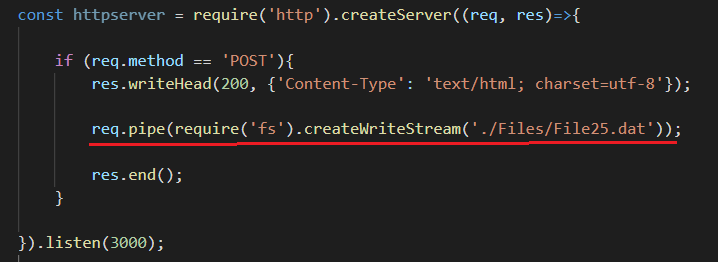 const httpserver = require('http').createServer((req, res)=>{
if (req.method == 'POST'){
res.writeHead(200, {'Content-Type': 'text/html; charset=utf-8'});
req.pipe(require('fs').createWriteStream('./Files/File25.dat'));
res.end();
}
}).listen(3000);